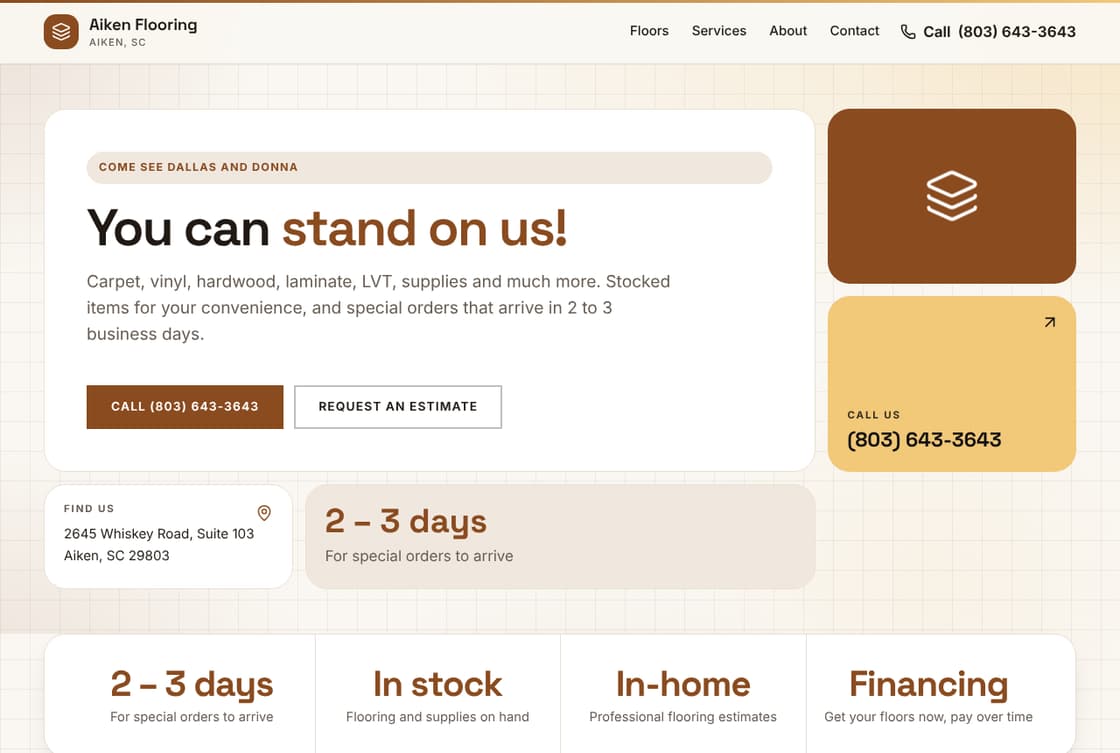 Aiken Flooring
AIKEN, SC
Floors Services About Contact Call (803) 643-3643
COME SEE DALLAS AND DONNA
You can stand on us!
Carpet, vinyl, hardwood, laminate, LVT, supplies and much more. Stocked
items for your convenience, and special orders that arrive in 2 to 3
business days.
CALL (803) 643-3643
REQUEST AN ESTIMATE
CALL US
(803) 643-3643
FIND US
2645 Whiskey Road, Suite 103
Aiken, SC 29803
2 – 3 days
For special orders to arrive
2 – 3 days
For special orders to arrive
In stock
Flooring and supplies on hand
In-home
Professional flooring estimates
Financing
Get your floors now, pay over time